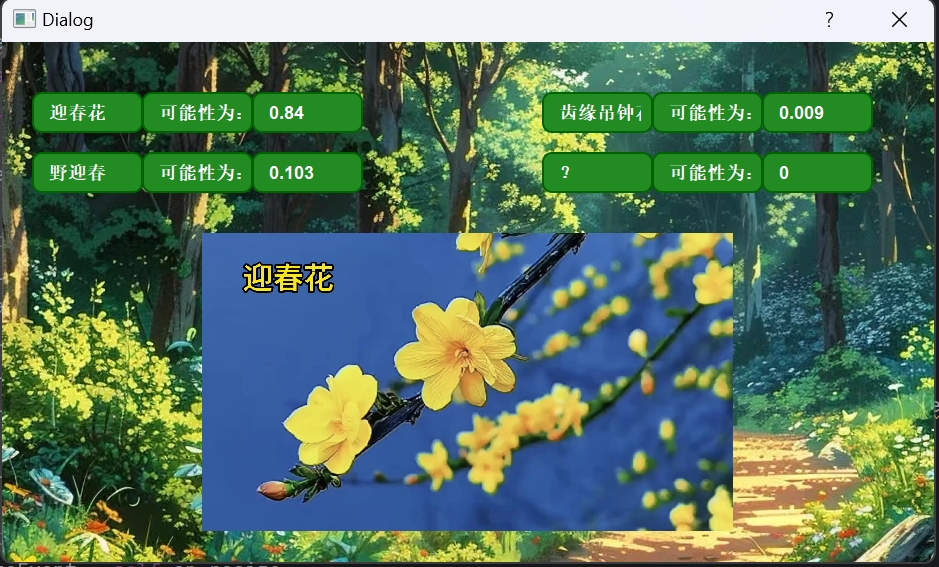 Dialog
?
迎春花 可能性为: 0.84
齿缘吊钟 可能性为: 0.009
野迎春 可能性为: 0.103
? 可能性为: 0
迎春花